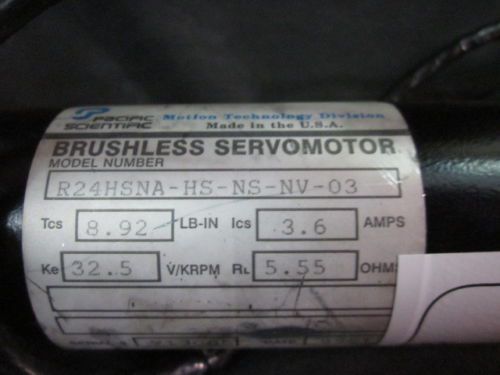 PACIFIC Motion Technology Division
SCIENTIFIC Made in the U.S.A.
BRUSHLESS SERVOMOTOR
MODEL NUMBER
R24HSNA-HS-NS-NV-03
Tcs 8.92 LB-IN Ics 3.6 AMPS
Ke 32.5 V/KRPM RL 5.55 OHMS